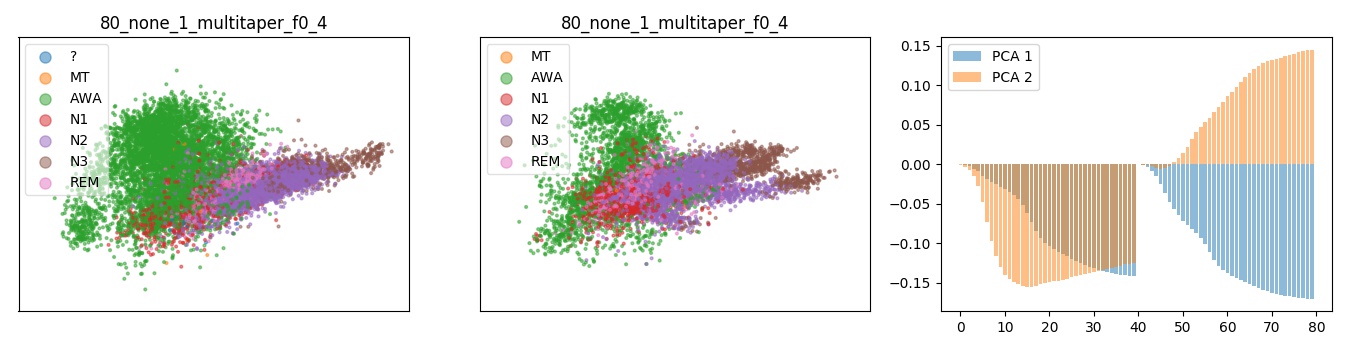 80_none_1_multitaper_f0_4
?
MT
AWA
N1
N2
N3
REM
80_none_1_multitaper_f0_4
MT
AWA
N1
N2
N3
REM
PCA 1
PCA 2
0.15
0.10
0.05
0.00
−0.05
−0.10
−0.15
0 10 20 30 40 50 60 70 80